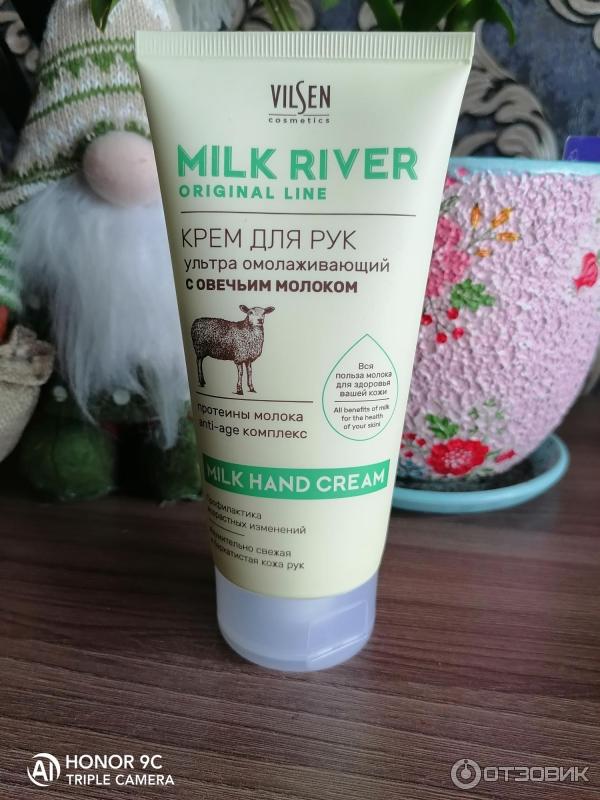 VILSEN
cosmetics
MILK RIVER
ORIGINAL LINE
КРЕМ ДЛЯ РУК
ультра омолаживающий
С ОВЕЧЬИМ МОЛОКОМ
Вся
польза молока
для здоровья
вашей кожи
All benefits of milk
for the health
of your skin!
протеины молока
anti-age комплекс
MILK HAND CREAM
изменений
свежая
кожа рук
HONOR 9C
TRIPLE CAMERA
ОТЗОВИК